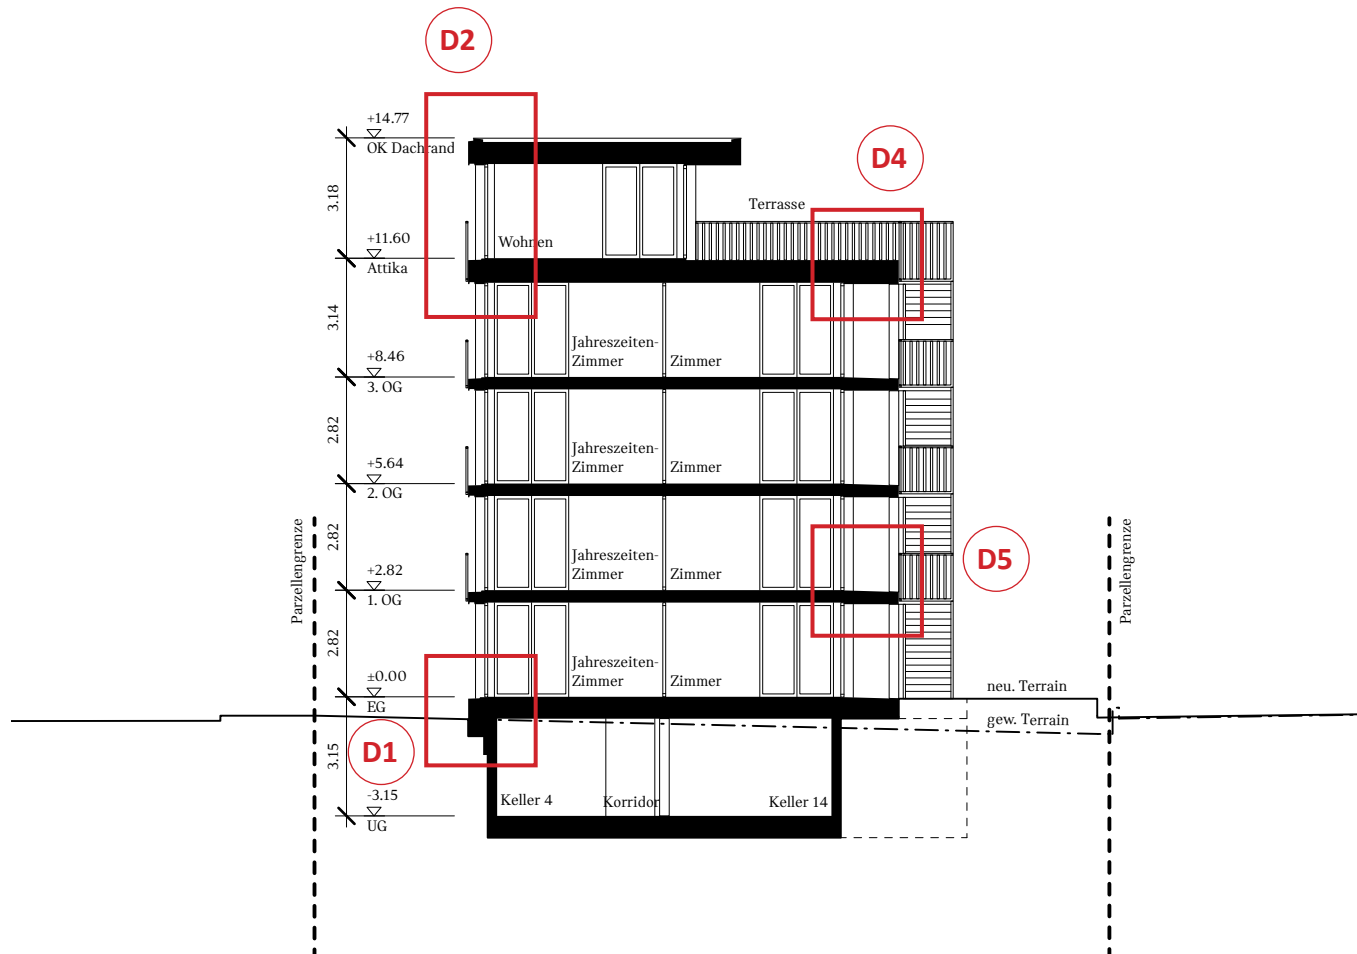 D2
+14.77
OK Dachrand
D4
3.18
Terrasse
+11.60
Wohnen
Attika
3.14
Jahreszeiten-
Zimmer
Zimmer
+8.46
3. OG
2.82
Jahreszeiten-
Zimmer
Zimmer
+5.64
2. OG
Parzellengrenze
2.82
Jahreszeiten-
Zimmer
Zimmer
D5
Parzellengrenze
+2.82
1. OG
2.82
Jahreszeiten-
Zimmer
Zimmer
±0.00
EG
neu. Terrain
gew. Terrain
D1
3.15
-3.15
UG
Keller 4
Korridor
Keller 14